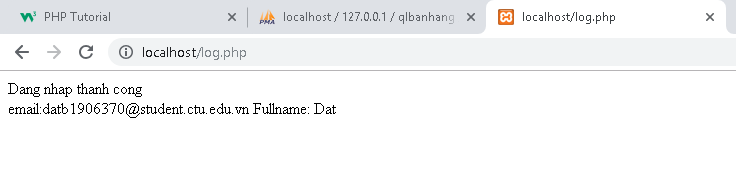 PHP Tutorial
localhost / 127.0.0.1 / qlbanhang
localhost/log.php
localhost/log.php
Dang nhap thanh cong
email:datb1906370@student.ctu.edu.vn Fullname: Dat